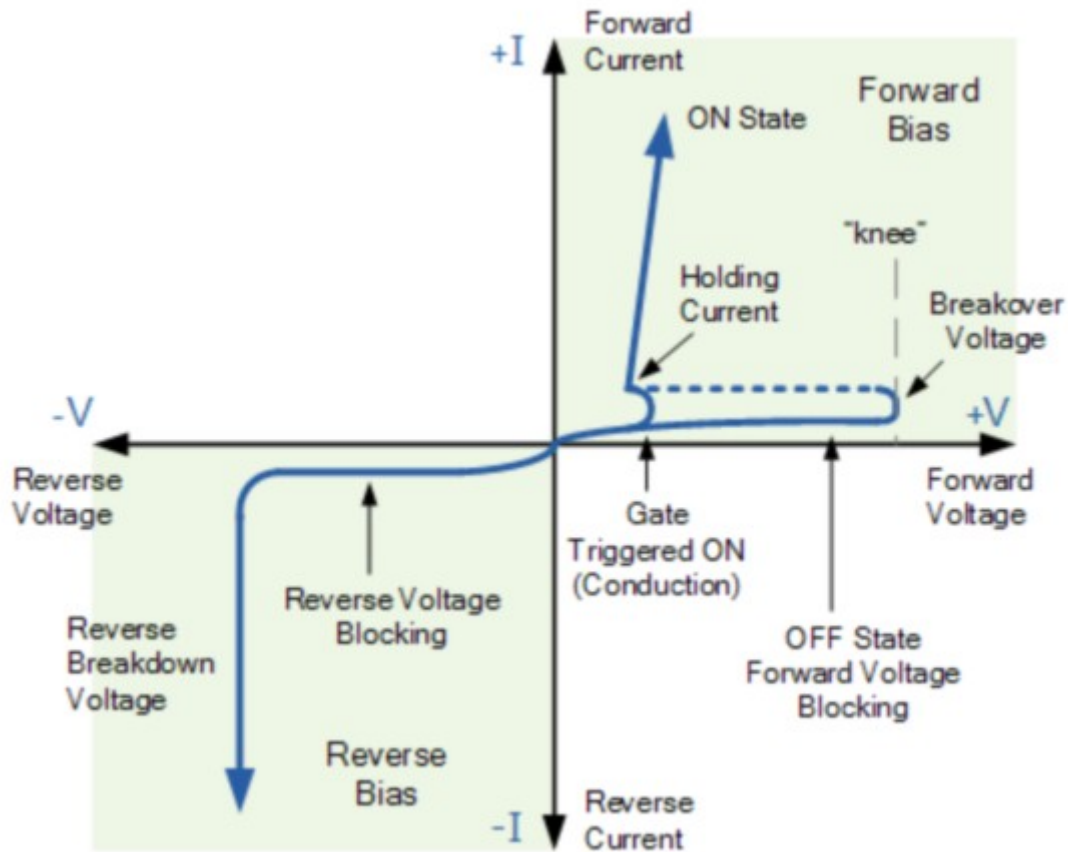 +I
Forward
Current
Forward
Bias
ON State
"knee"
Holding
Current
Breakover
Voltage
-V
+V
Reverse
Voltage
Forward
Voltage
Gate
Triggered ON
(Conduction)
Reverse Voltage
Blocking
Reverse
Breakdown
Voltage
OFF State
Forward Voltage
Blocking
Reverse
Bias
-I
Reverse
Current